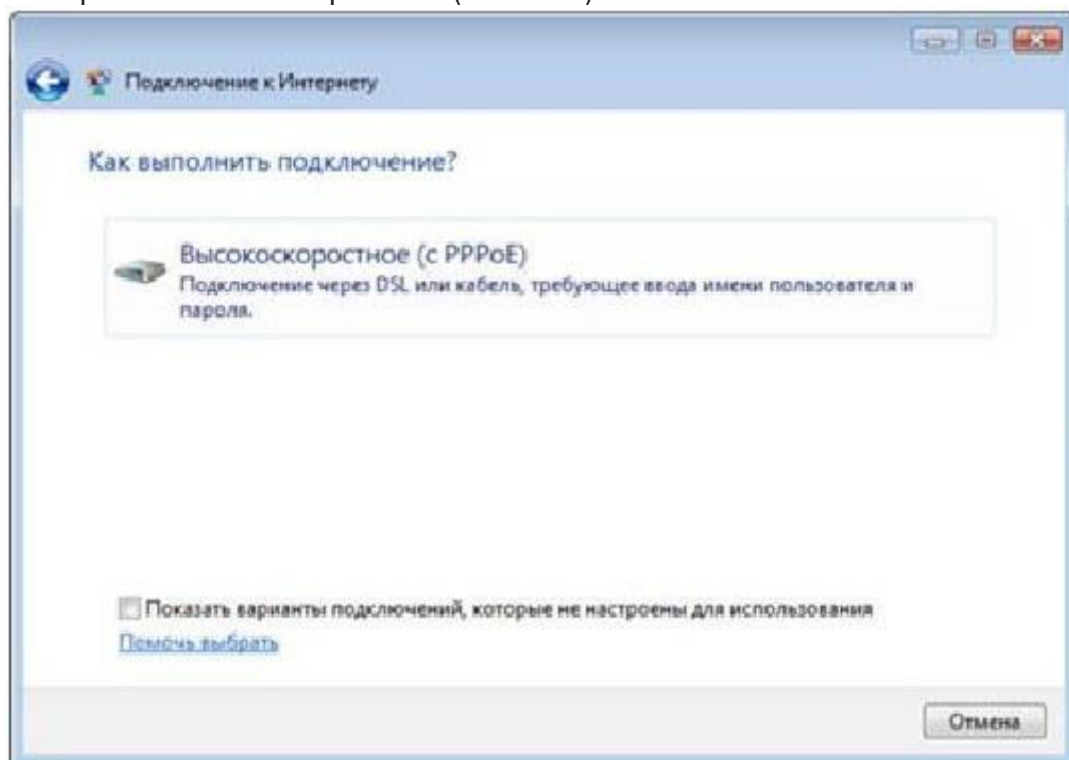 Подключение к Интернету
Как выполнить подключение?
Высокоскоростное (с PPPoE)
Подключение через DSL или кабель, требующее ввода имени пользователя и
пароля.
Показать варианты подключений, которые не настроены для использования
Помочь выбрать
Отмена